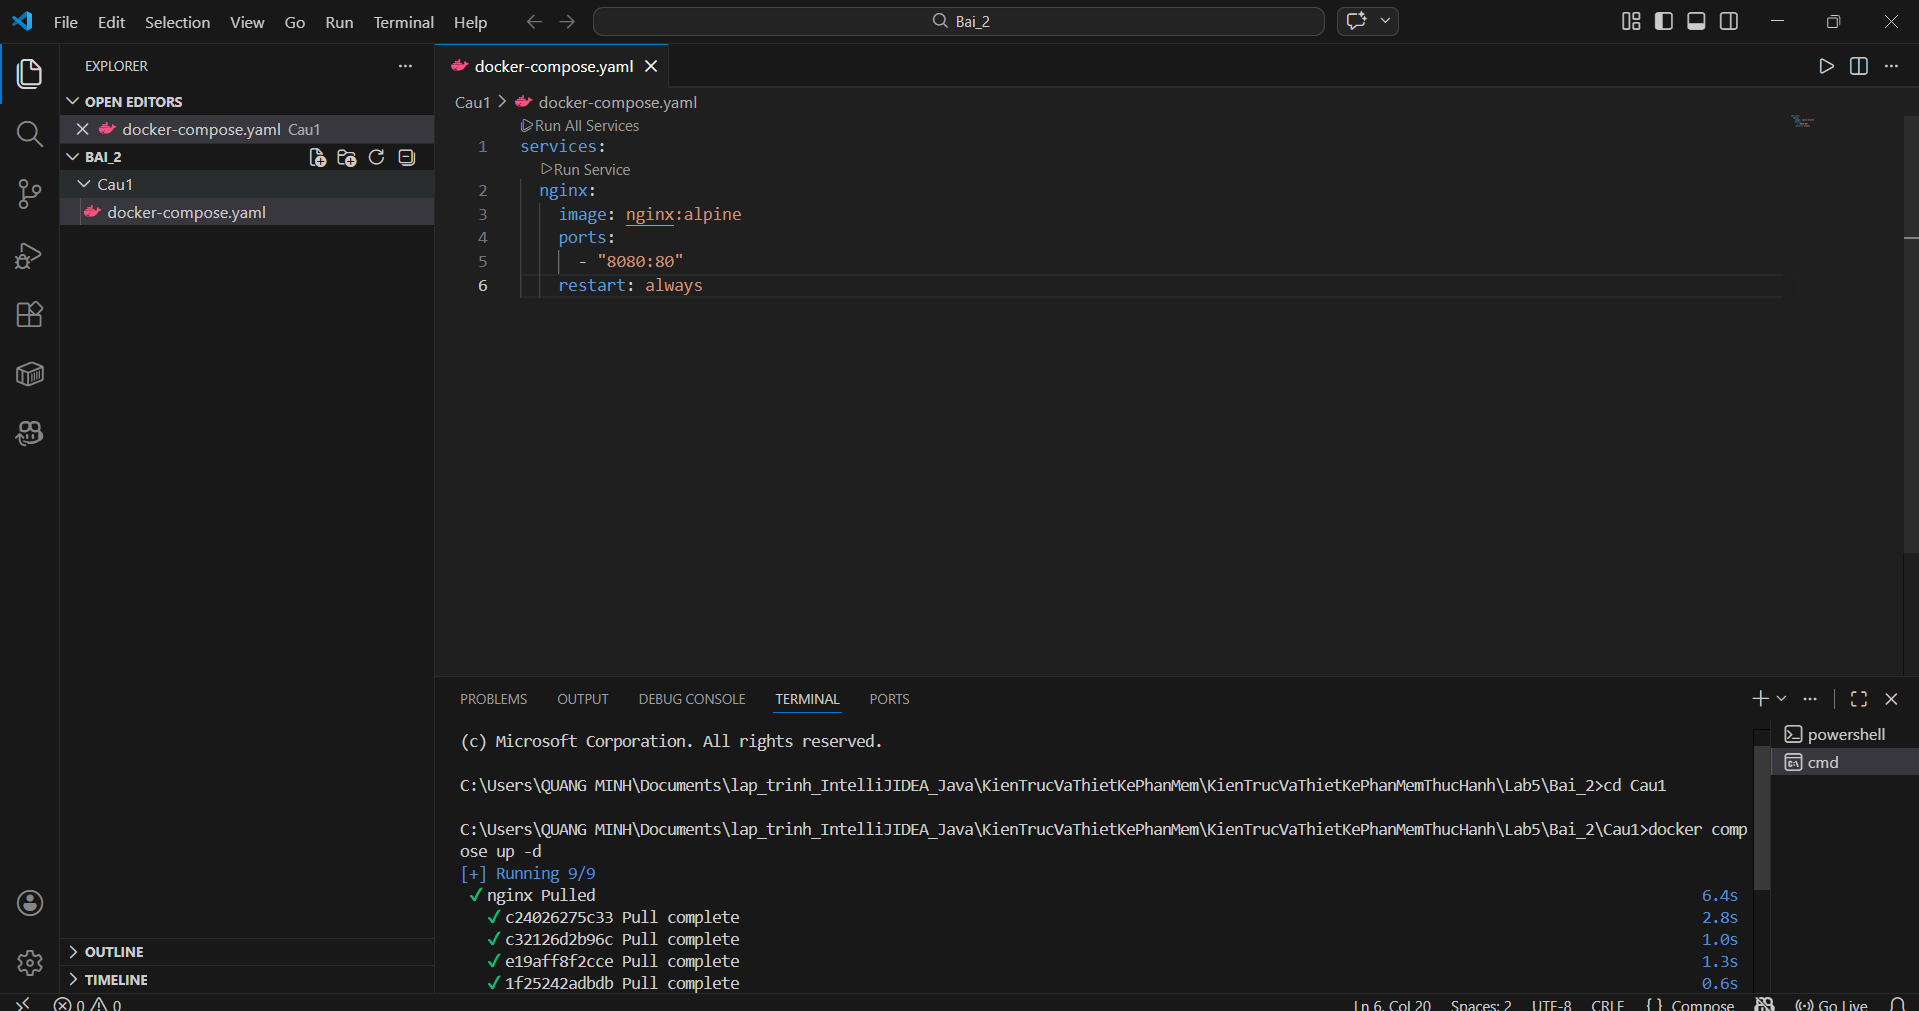 File Edit Selection View Go Run Terminal Help
Bai_2
EXPLORER
OPEN EDITORS
docker-compose.yaml Cau1
BAI_2
Cau1
docker-compose.yaml
docker-compose.yaml
Cau1 > docker-compose.yaml
Run All Services
1 services:
Run Service
2 nginx:
3 image: nginx:alpine
4 ports:
5 - "8080:80"
6 restart: always
PROBLEMS OUTPUT DEBUG CONSOLE TERMINAL PORTS
(c) Microsoft Corporation. All rights reserved.
C:\Users\QUANG MINH\Documents\lap_trinh_IntelliJIDEA_Java\KienTrucVaThietKePhanMem\KienTrucVaThietKePhanMemThucHanh\Lab5\Bai_2>cd Cau1
C:\Users\QUANG MINH\Documents\lap_trinh_IntelliJIDEA_Java\KienTrucVaThietKePhanMem\KienTrucVaThietKePhanMemThucHanh\Lab5\Bai_2\Cau1>docker comp
ose up -d
[+] Running 9/9
✓ nginx Pulled 6.4s
✓ c24026275c33 Pull complete 2.8s
✓ c32126d2b96c Pull complete 1.0s
✓ e19aff8f2cce Pull complete 1.3s
✓ 1f25242adbdb Pull complete 0.6s
powershell
cmd
OUTLINE
TIMELINE
0 0
Ln 6, Col 20 Spaces: 2 UTF-8 CRLF {} Compose Go Live